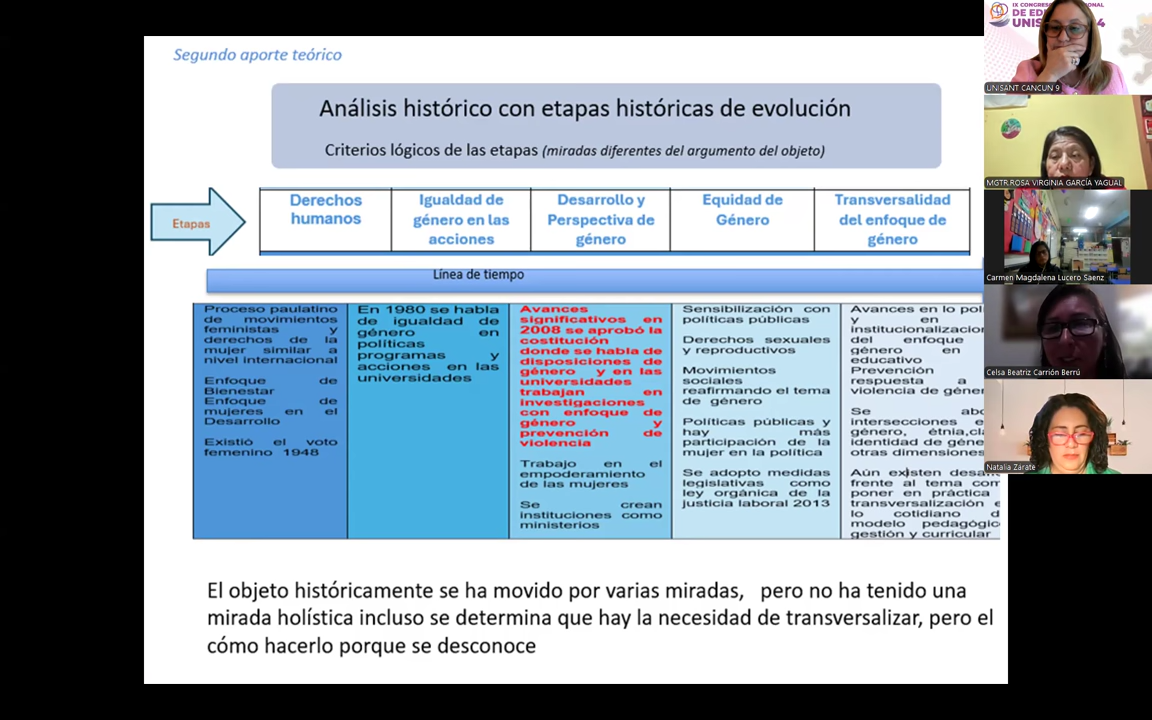 Segundo aporte teórico
Análisis histórico con etapas históricas de evolución
Criterios lógicos de las etapas (miradas diferentes del argumento del objeto)
Etapas
Derechos
humanos
Igualdad de
género en las
acciones
Desarrollo y
Perspectiva de
género
Equidad de
Género
Transversalidad
del enfoque de
género
Línea de tiempo
Proceso paulatino
de movimientos
feministas y
derechos de la
mujer similar a
nivel internacional
Enfoque de
Bienestar
Enfoque de
mujeres en el
Desarrollo
Existió el voto
femenino 1948
En 1980 se habla
de igualdad de
género en
políticas
programas y
acciones en las
universidades
Avances
significativos en
2008 se aprobó la
costitución
donde se habla de
disposiciones de
género y en las
universidades
trabajan en
investigaciones
con enfoque de
género y
prevención de
violencia
Trabajo en el
empoderamiento
de las mujeres
Se crean
instituciones como
ministerios
Sensibilización con
políticas públicas
Derechos sexuales
y reproductivos
Movimientos
sociales
reafirmando el tema
de género
Políticas públicas y
hay más
participación de la
mujer en la política
Se adopto medidas
legislativas como
ley orgánica de la
justicia laboral 2013
Avances en lo
y en
institucionalizacion
del enfoque
género en
educativo
Prevención
respuesta a
violencia de
Se
intersecciones
género, étnia,
identidad de
otras dimensiones
Aún existen
frente al tema
poner en práctica
transversalización
lo cotidiano
modelo
gestión y curricular
El objeto históricamente se ha movido por varias miradas, pero no ha tenido una
mirada holística incluso se determina que hay la necesidad de transversalizar, pero el
cómo hacerlo porque se desconoce
IX
DE
UNISANT CANCUN 9
MGTR.ROSA VIRGINIA GARCÍA YAGUAL
Carmen Magdalena Lucero Saenz
Celsa Beatriz Carrión Berrú
Natalia Zárate